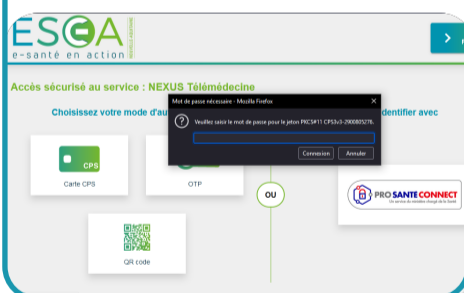 ESEA
e-santé en action
Accès sécurisé au service : NEXUS Télémédecine
Choisissez votre mode d'au
dentifier avec
Mot de passe nécessaire - Mozilla Firefox
Veuillez saisir le mot de passe pour le jeton PKCS#11 CPS3v3-2900805276.
Connexion
Annuler
CPS
Carte CPS
OTP
OU
PRO SANTE CONNECT
QR code